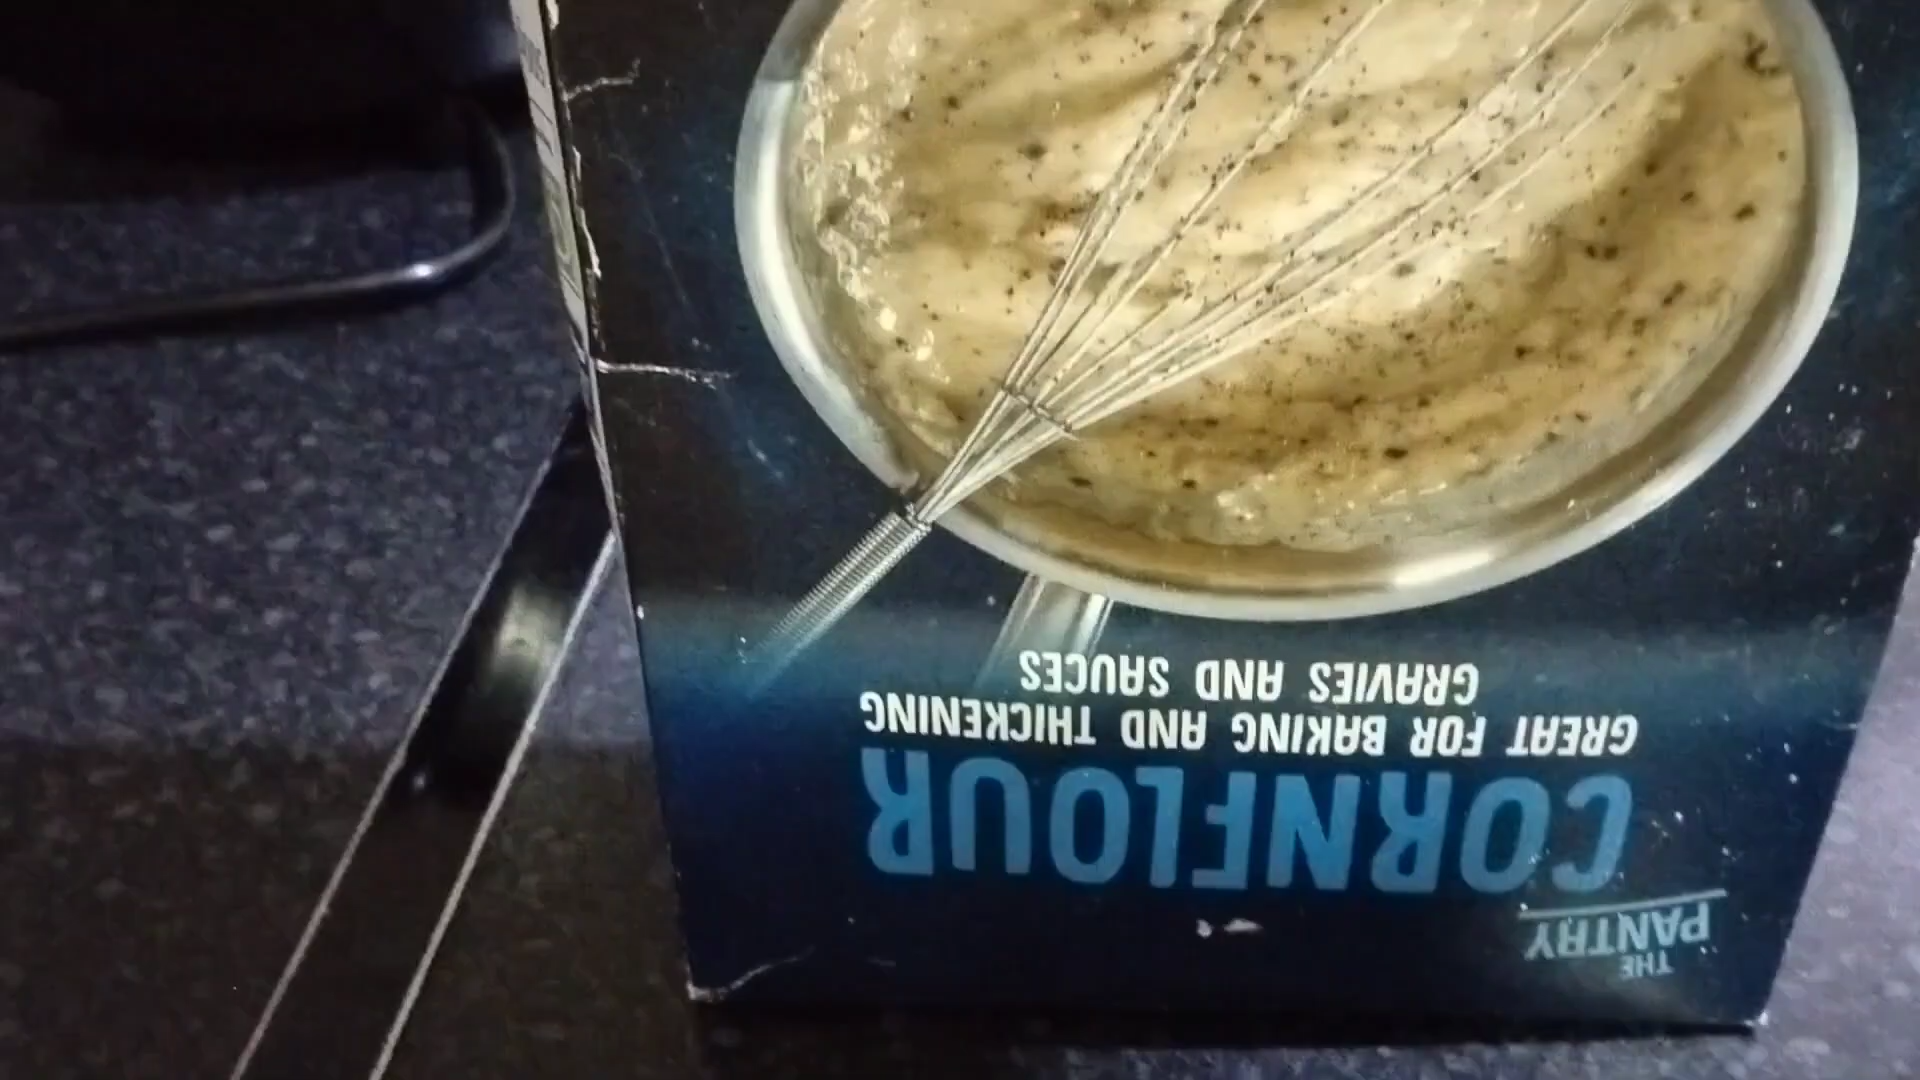 THE
PANTRY
CORNFLOUR
GREAT FOR BAKING AND THICKENING
GRAVIES AND SAUCES